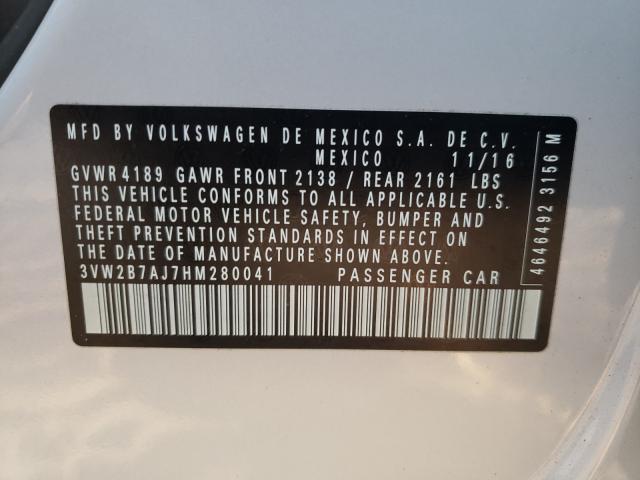 MFD BY VOLKSWAGEN DE MEXICO S.A. DE C.V.
MEXICO 11/16
GVWR 4189 GAWR FRONT 2138 / REAR 2161 LBS
THIS VEHICLE CONFORMS TO ALL APPLICABLE U.S.
FEDERAL MOTOR VEHICLE SAFETY, BUMPER AND
THEFT PREVENTION STANDARDS IN EFFECT ON
THE DATE OF MANUFACTURE SHOWN ABOVE.
3VW2B7AJ7HM280041 PASSENGER CAR
4646492 3156 M